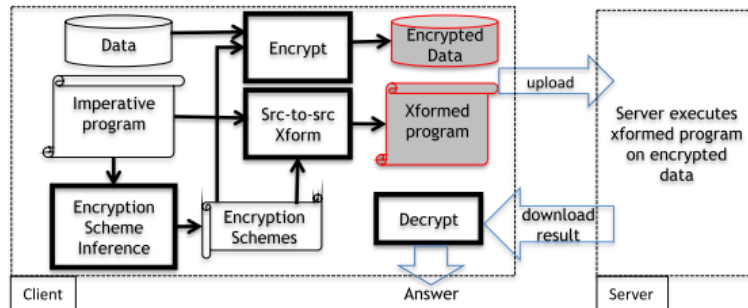 Data
Encrypt
Encrypted
Data
upload
Imperative
program
Src-to-src
Xform
Xformed
program
Server executes
xformed program
on encrypted
data
Encryption
Scheme
Inference
Encryption
Schemes
Decrypt
download
result
Client
Answer
Server